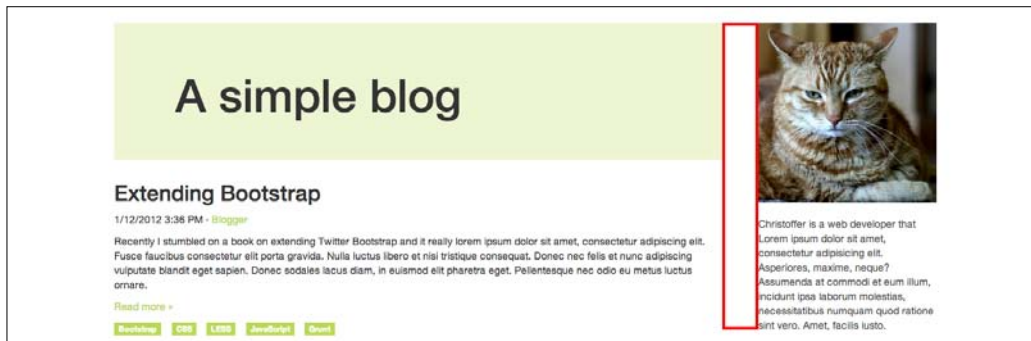 A simple blog
Extending Bootstrap
1/12/2012 3:36 PM - Blogger
Recently I stumbled on a book on extending Twitter Bootstrap and it really lorem ipsum dolor sit amet, consectetur adipiscing elit.
Fusce faucibus consectetur elit porta gravida. Nulla luctus libero et nisl tristique consequat. Donec nec felis et nunc adipiscing
vulputate blandit eget sapien. Donec sodales lacus diam, in euismod elit pharetra eget. Pellentesque nec odio eu metus luctus
ornare.
Read more »
Bootstrap CSS LESS JavaScript Grunt
Christoffer is a web developer that
Lorem ipsum dolor sit amet,
consectetur adipisicing elit.
Asperiores, maxime, neque?
Assumenda at commodi et eum illum,
incidunt ipsa laborum molestias,
necessitatibus numquam quod ratione
sint vero. Amet, facilis iusto.